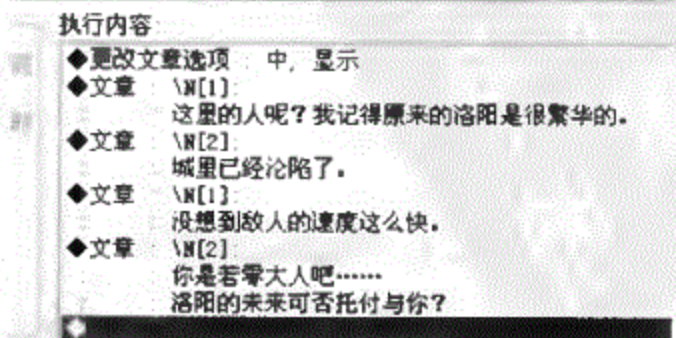 执行内容
◆更改文章选项 : 中, 显示
◆文章 : \N[1]:
这里的人呢?我记得原来的洛阳是很繁华的。
◆文章 : \N[2]:
城里已经沦陷了。
◆文章 : \N[1]:
没想到敌人的速度这么快。
◆文章 : \N[2]
你是若零大人吧……
洛阳的未来可否托付与你?
◆